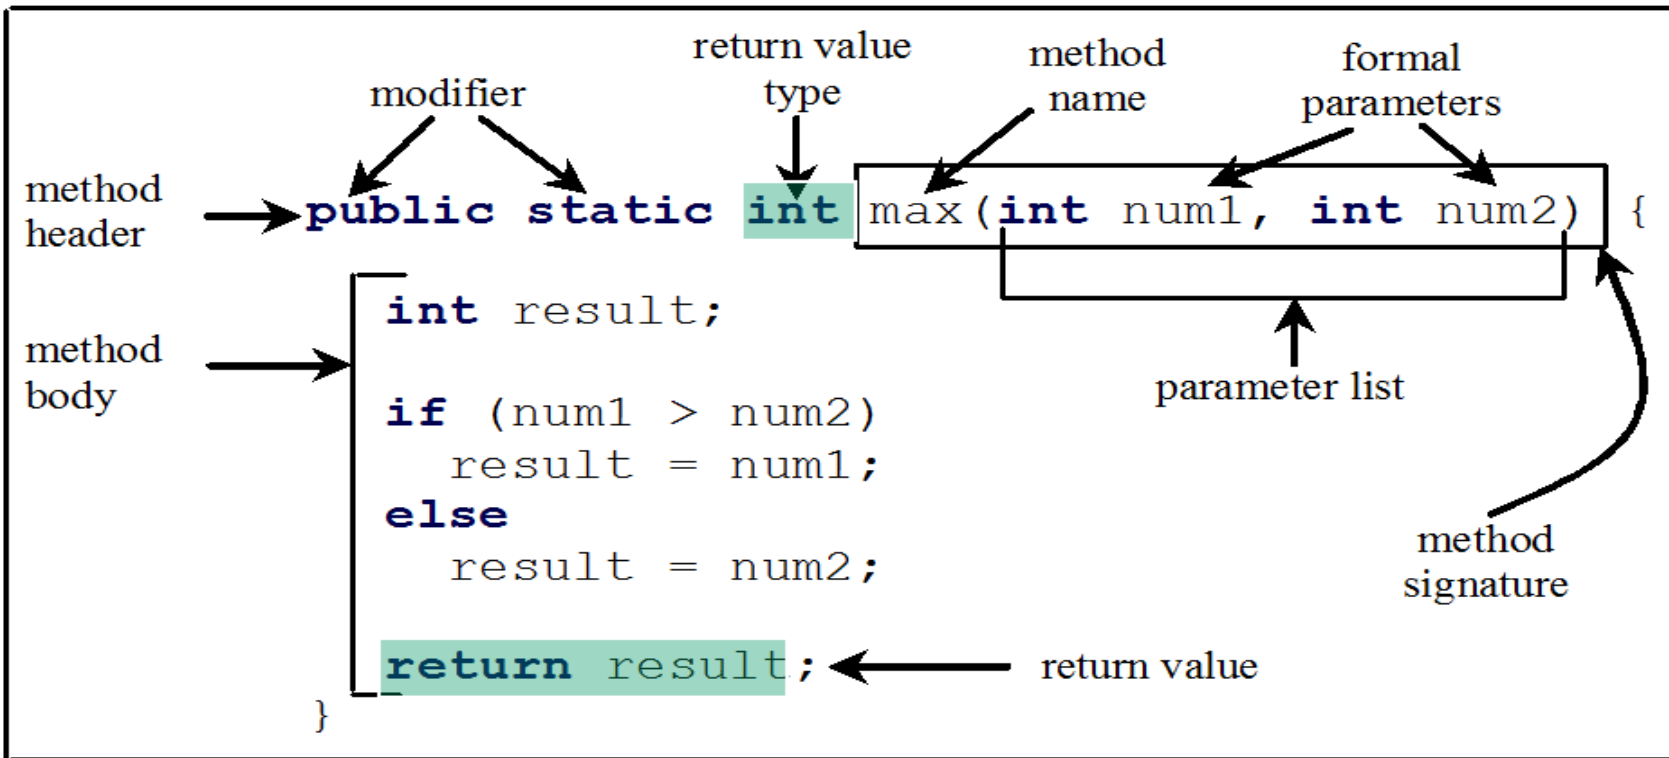 return value
type
method
name
formal
parameters
modifier
method
header
public static int max(int num1, int num2) {
int result;
method
body
parameter list
if (num1 > num2)
result = num1;
else
result = num2;
method
signature
return result;
return value
}